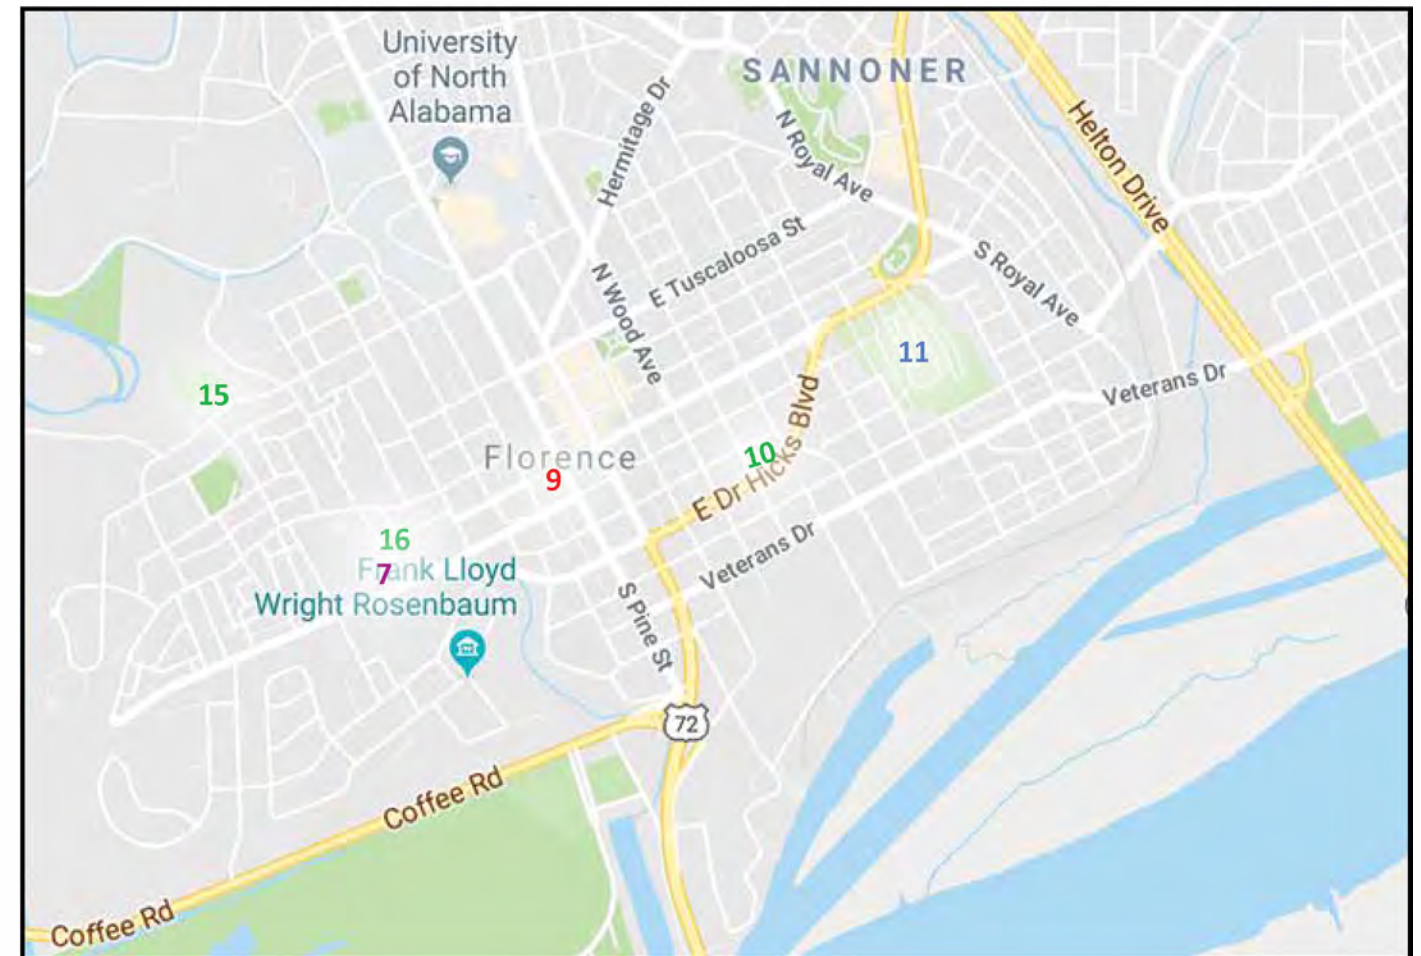 University
of North
Alabama
SANNONER
Hermitage Dr
N Royal Ave
Helton Drive
E Tuscaloosa St
S Royal Ave
N Wood Ave
11
Veterans Dr
15
E Dr Hicks Blvd
Florence
10
9
16
7
Frank Lloyd
Wright Rosenbaum
Veterans Dr
S Pine St
72
Coffee Rd
Coffee Rd